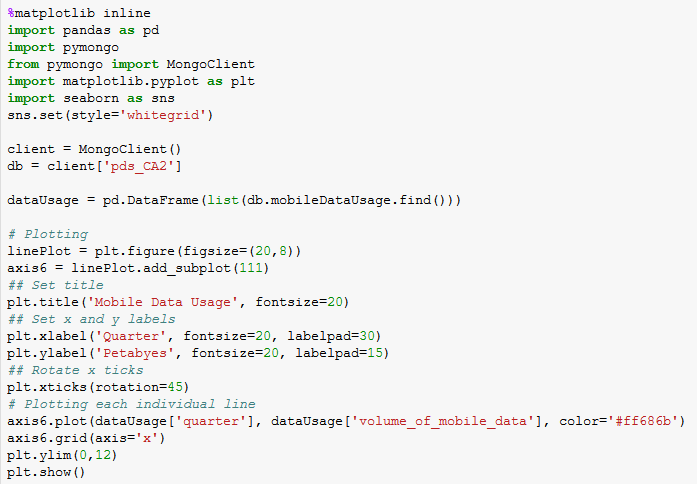 %matplotlib inline
import pandas as pd
import pymongo
from pymongo import MongoClient
import matplotlib.pyplot as plt
import seaborn as sns
sns.set(style='whitegrid')

client = MongoClient()
db = client['pds_CA2']

dataUsage = pd.DataFrame(list(db.mobileDataUsage.find()))

# Plotting
linePlot = plt.figure(figsize=(20,8))
axis6 = linePlot.add_subplot(111)
## Set title
plt.title('Mobile Data Usage', fontsize=20)
## Set x and y labels
plt.xlabel('Quarter', fontsize=20, labelpad=30)
plt.ylabel('Petabyes', fontsize=20, labelpad=15)
## Rotate x ticks
plt.xticks(rotation=45)
# Plotting each individual line
axis6.plot(dataUsage['quarter'], dataUsage['volume_of_mobile_data'], color='#ff686b')
axis6.grid(axis='x')
plt.ylim(0,12)
plt.show()